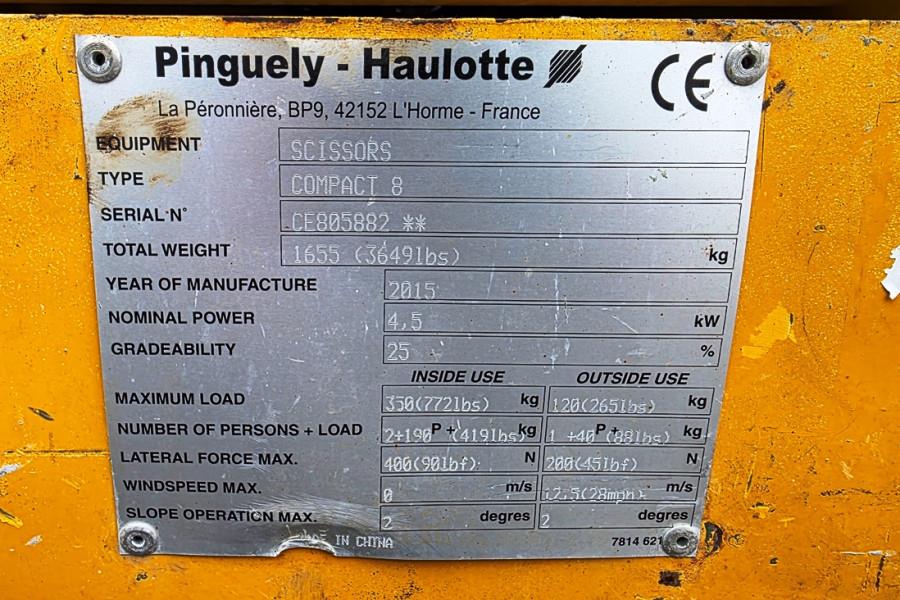 Pinguely - Haulotte
CE
La Péronnière, BP9, 42152 L'Horme - France
EQUIPMENT SCISSORS
TYPE COMPACT 8
SERIAL N° CE805882 **
TOTAL WEIGHT 1655 (3649lbs) kg
YEAR OF MANUFACTURE 2015
NOMINAL POWER 4,5 kW
GRADEABILITY 25 %
INSIDE USE OUTSIDE USE
MAXIMUM LOAD 350(772lbs) kg 120(265lbs) kg
NUMBER OF PERSONS + LOAD 2+190 P + (419lbs) kg 1 +40 P + (88lbs) kg
LATERAL FORCE MAX. 400(90lbf) N 200(45lbf) N
WINDSPEED MAX. 0 m/s 12.5(28mph) m/s
SLOPE OPERATION MAX. 2 degres 2 degres
IN CHINA
7814 621